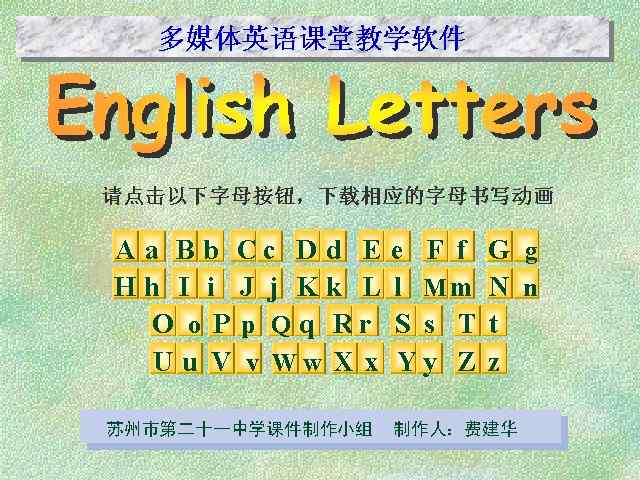 多媒体英语课堂教学软件
English Letters
请点击以下字母按钮，下载相应的字母书写动画
A a B b C c D d E e F f G g
H h I i J j K k L l M m N n
O o P p Q q R r S s T t
U u V v W w X x Y y Z z
苏州市第二十一中学课件制作小组 制作人：费建华